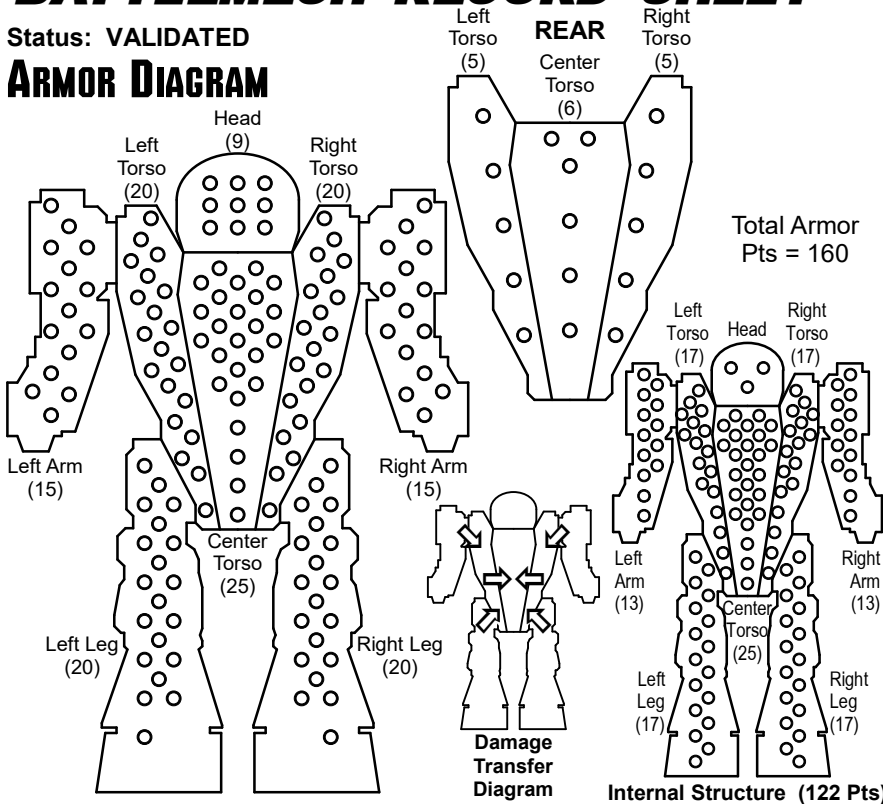 BATTLEMECH RECORD SHEET
Status: VALIDATED
ARMOR DIAGRAM
Head
(9)
Left
Torso
(20)
Right
Torso
(20)
Left Arm
(15)
Right Arm
(15)
Center
Torso
(25)
Left Leg
(20)
Right Leg
(20)
REAR
Left
Torso
(5)
Center
Torso
(6)
Right
Torso
(5)
Total Armor
Pts = 160
Damage
Transfer
Diagram
Left
Torso
(17)
Head
Right
Torso
(17)
Left
Arm
(13)
Right
Arm
(13)
Center
Torso
(25)
Left
Leg
(17)
Right
Leg
(17)
Internal Structure (122 Pts)